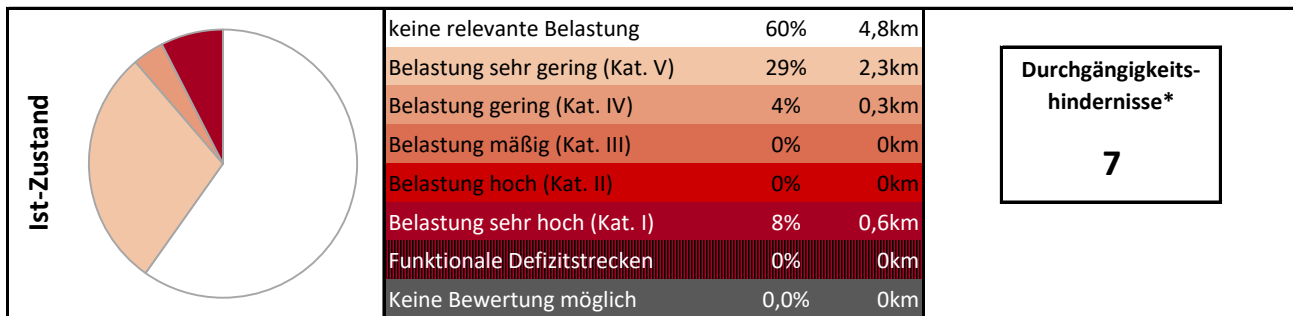 Ist-Zustand
keine relevante Belastung 60% 4,8km
Belastung sehr gering (Kat. V) 29% 2,3km
Belastung gering (Kat. IV) 4% 0,3km
Belastung mäßig (Kat. III) 0% 0km
Belastung hoch (Kat. II) 0% 0km
Belastung sehr hoch (Kat. I) 8% 0,6km
Funktionale Defizitstrecken 0% 0km
Keine Bewertung möglich 0,0% 0km
Durchgängigkeits-
hindernisse*
7